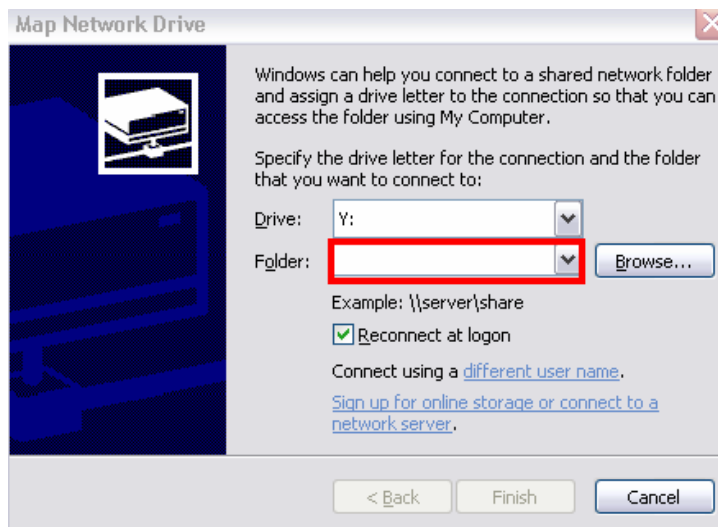 Map Network Drive
Windows can help you connect to a shared network folder
and assign a drive letter to the connection so that you can
access the folder using My Computer.
Specify the drive letter for the connection and the folder
that you want to connect to:
Drive: Y:
Folder: Browse...
Example: \\server\share
Reconnect at logon
Connect using a different user name.
Sign up for online storage or connect to a
network server.
< Back Finish Cancel